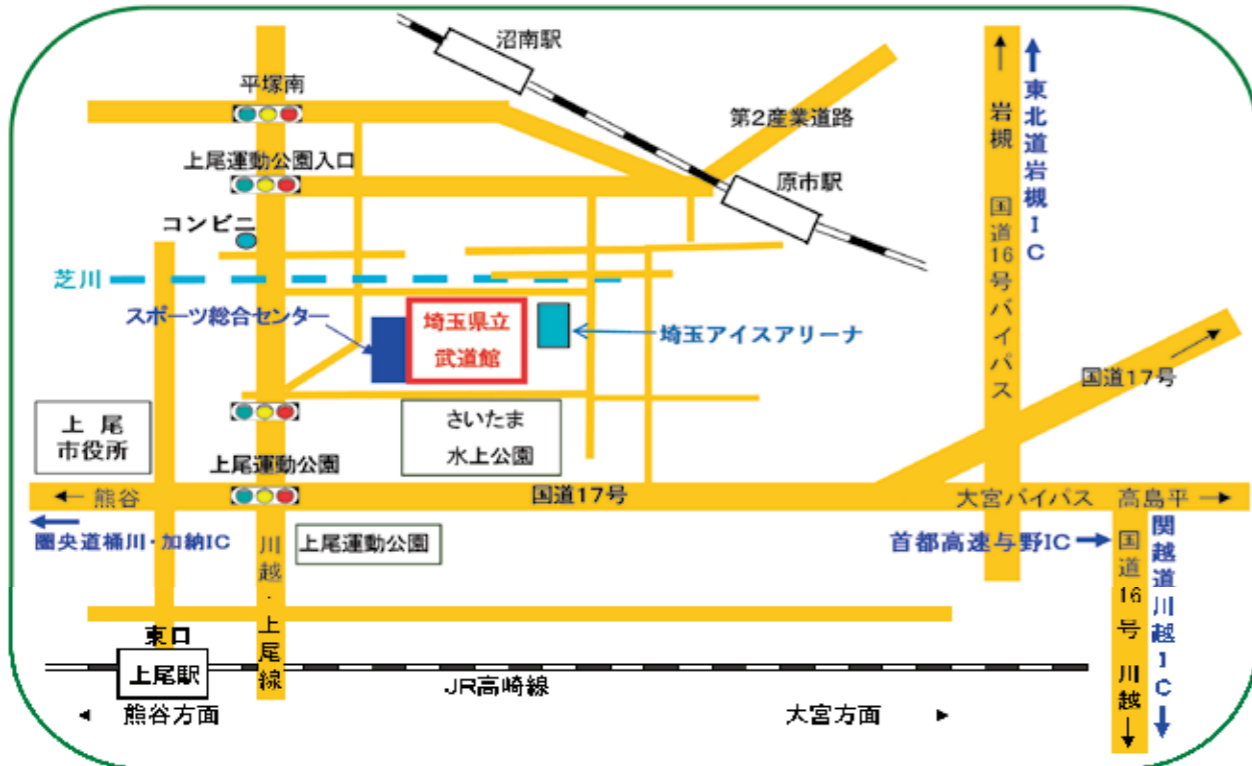 沼南駅
平塚南
第2産業道路
上尾運動公園入口
原市駅
コンビニ
芝川
スポーツ総合センター
埼玉県立
武道館
埼玉アイスアリーナ
岩槻 国道16号バイパス
東北道岩槻IC
国道17号
上尾
市役所
さいたま
水上公園
上尾運動公園
← 熊谷
国道17号
大宮バイパス 高島平 →
圏央道桶川・加納IC
川越・上尾線
上尾運動公園
首都高速与野IC
国道16号 川越
関越道川越IC
東口
上尾駅
JR高崎線
熊谷方面
大宮方面